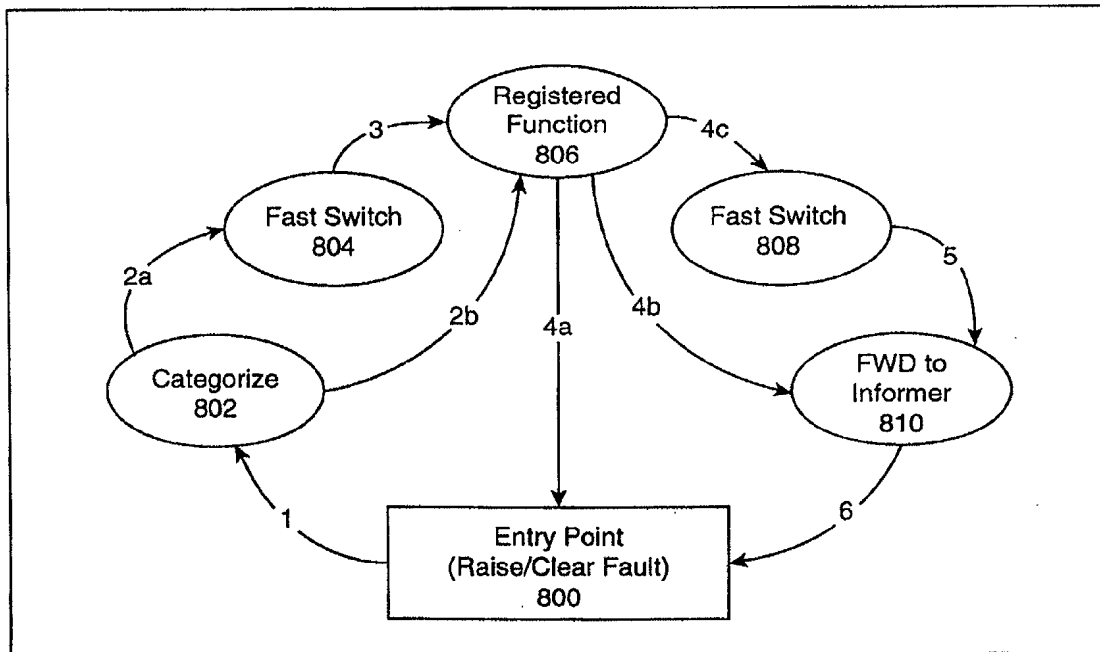 Registered
Function
806
3
4c
Fast Switch
804
Fast Switch
808
2a
5
2b
4a
4b
Categorize
802
FWD to
Informer
810
1
6
Entry Point
(Raise/Clear Fault)
800